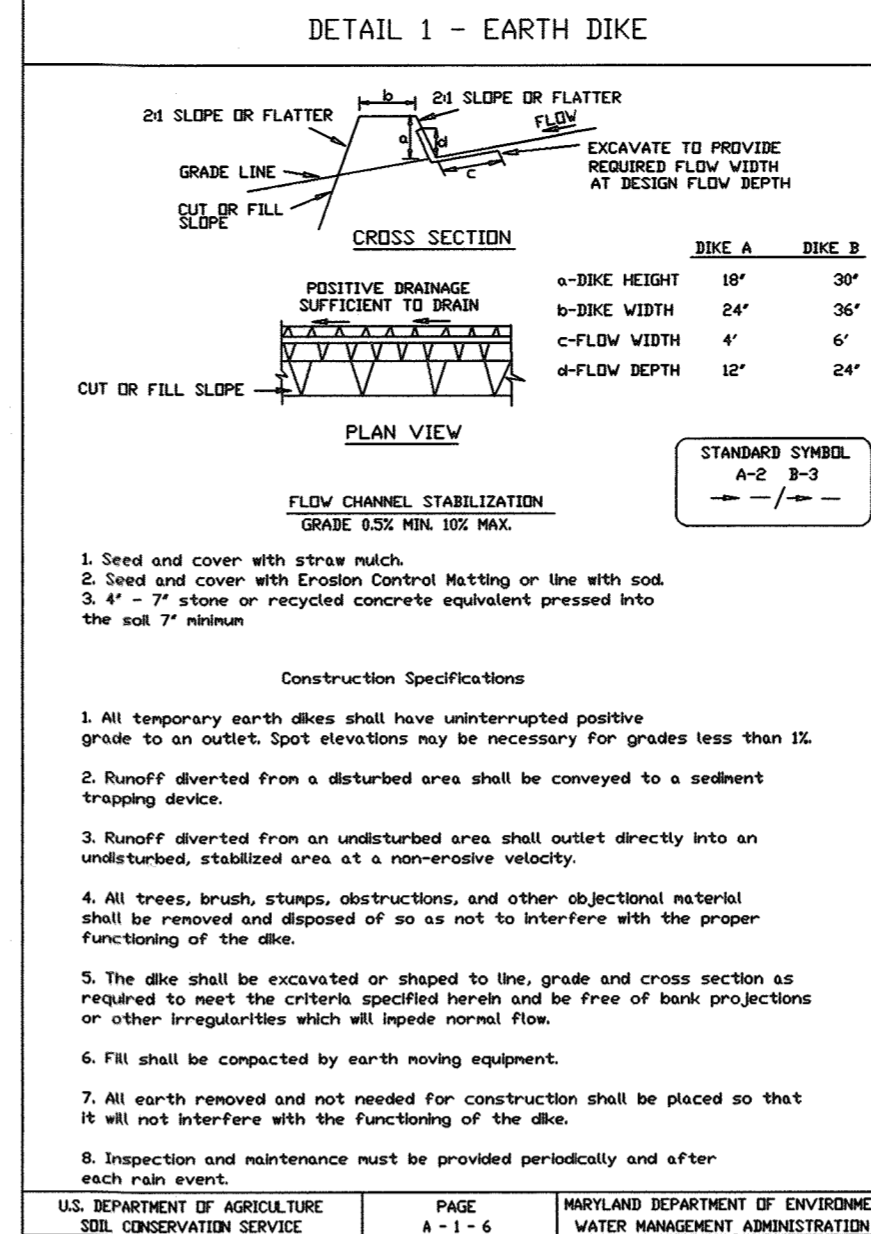 DETAIL 1 - EARTH DIKE
b
2:1 SLOPE OR FLATTER
2:1 SLOPE OR FLATTER
FLOW
a
d
EXCAVATE TO PROVIDE
REQUIRED FLOW WIDTH
AT DESIGN FLOW DEPTH
GRADE LINE
c
CUT OR FILL
SLOPE
CROSS SECTION
DIKE A DIKE B
a-DIKE HEIGHT 18" 30"
b-DIKE WIDTH 24" 36"
c-FLOW WIDTH 4' 6'
d-FLOW DEPTH 12" 24"
POSITIVE DRAINAGE
SUFFICIENT TO DRAIN
CUT OR FILL SLOPE
PLAN VIEW
STANDARD SYMBOL
A-2 B-3
FLOW CHANNEL STABILIZATION
GRADE 0.5% MIN. 10% MAX.
1. Seed and cover with straw mulch.
2. Seed and cover with Erosion Control Matting or line with sod.
3. 4" - 7" stone or recycled concrete equivalent pressed into
the soil 7" minimum
Construction Specifications
1. All temporary earth dikes shall have uninterrupted positive
grade to an outlet. Spot elevations may be necessary for grades less than 1%.
2. Runoff diverted from a disturbed area shall be conveyed to a sediment
trapping device.
3. Runoff diverted from an undisturbed area shall outlet directly into an
undisturbed, stabilized area at a non-erosive velocity.
4. All trees, brush, stumps, obstructions, and other objectional material
shall be removed and disposed of so as not to interfere with the proper
functioning of the dike.
5. The dike shall be excavated or shaped to line, grade and cross section as
required to meet the criteria specified herein and be free of bank projections
or other irregularities which will impede normal flow.
6. Fill shall be compacted by earth moving equipment.
7. All earth removed and not needed for construction shall be placed so that
it will not interfere with the functioning of the dike.
8. Inspection and maintenance must be provided periodically and after
each rain event.
U.S. DEPARTMENT OF AGRICULTURE
SOIL CONSERVATION SERVICE
PAGE
A - 1 - 6
MARYLAND DEPARTMENT OF ENVIRONME
WATER MANAGEMENT ADMINISTRATION